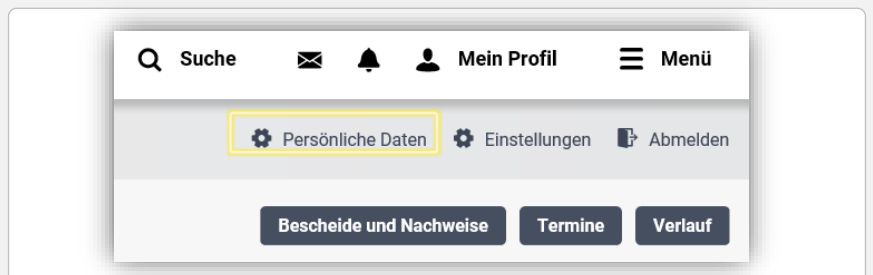 Suche Mein Profil Menü
Persönliche Daten Einstellungen Abmelden
Bescheide und Nachweise Termine Verlauf